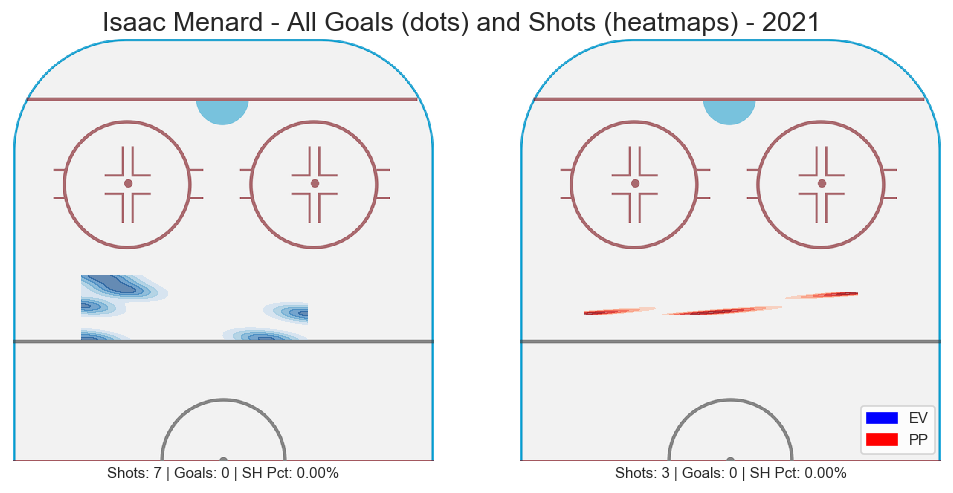 Isaac Menard - All Goals (dots) and Shots (heatmaps) - 2021
EV
PP
Shots: 7 | Goals: 0 | SH Pct: 0.00%
Shots: 3 | Goals: 0 | SH Pct: 0.00%